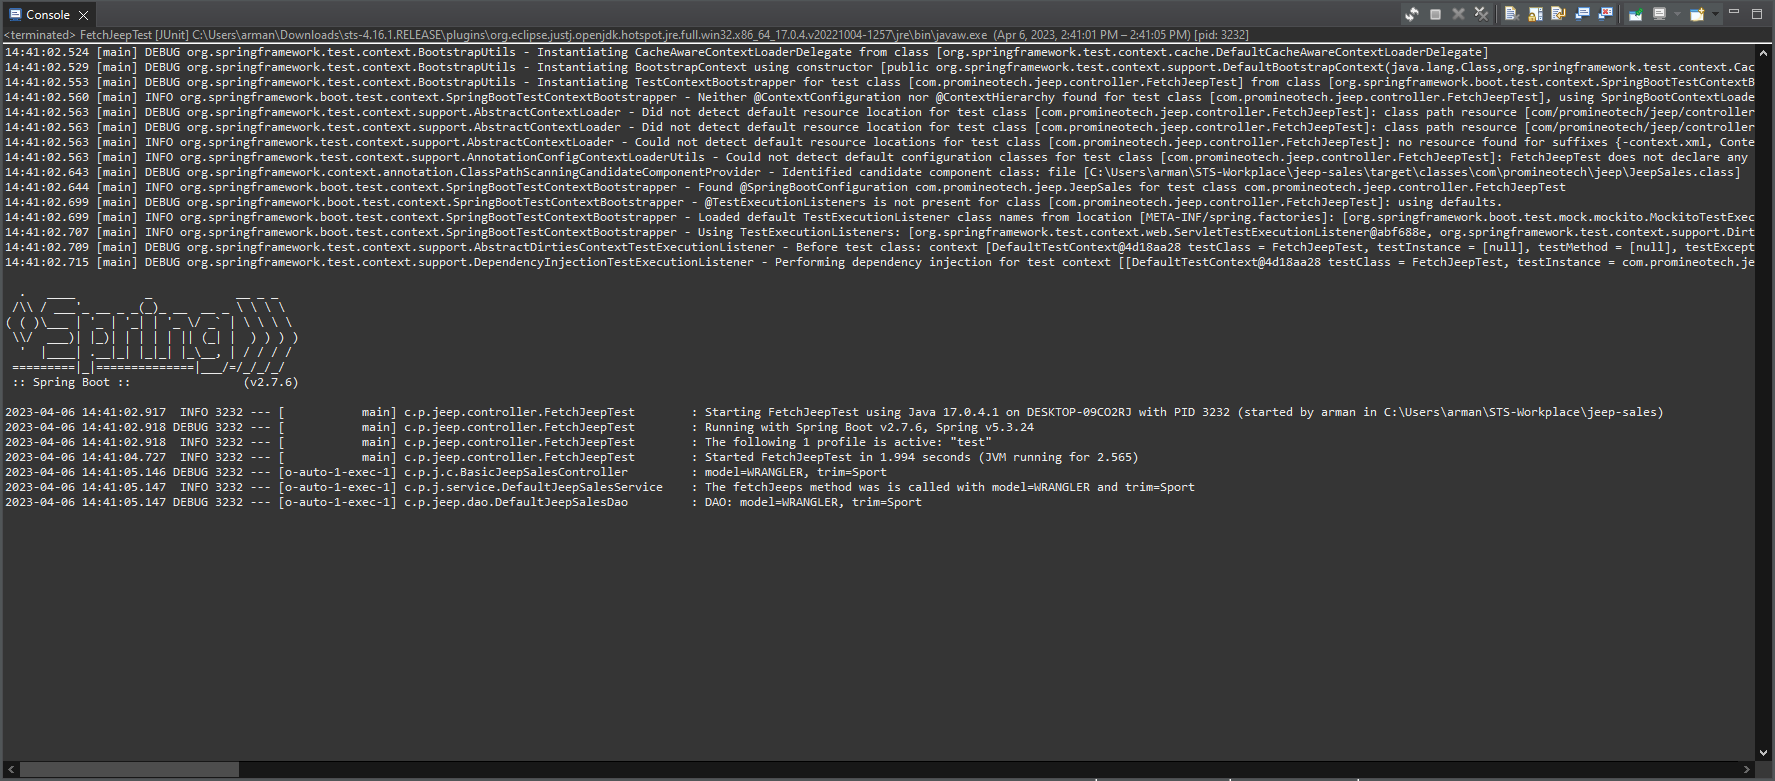 Console
<terminated> FetchJeepTest [JUnit] C:\Users\arman\Downloads\sts-4.16.1.RELEASE\plugins\org.eclipse.justj.openjdk.hotspot.jre.full.win32.x86_64_17.0.4.v20221004-1257\jre\bin\javaw.exe (Apr 6, 2023, 2:41:01 PM – 2:41:05 PM) [pid: 3232]
14:41:02.524 [main] DEBUG org.springframework.test.context.BootstrapUtils - Instantiating CacheAwareContextLoaderDelegate from class [org.springframework.test.context.cache.DefaultCacheAwareContextLoaderDelegate]
14:41:02.529 [main] DEBUG org.springframework.test.context.BootstrapUtils - Instantiating BootstrapContext using constructor [public org.springframework.test.context.support.DefaultBootstrapContext(java.lang.Class,org.springframework.test.context.Cac
14:41:02.553 [main] DEBUG org.springframework.test.context.BootstrapUtils - Instantiating TestContextBootstrapper for test class [com.promineotech.jeep.controller.FetchJeepTest] from class [org.springframework.boot.test.context.SpringBootTestContextB
14:41:02.560 [main] INFO org.springframework.boot.test.context.SpringBootTestContextBootstrapper - Neither @ContextConfiguration nor @ContextHierarchy found for test class [com.promineotech.jeep.controller.FetchJeepTest], using SpringBootContextLoade
14:41:02.563 [main] DEBUG org.springframework.test.context.support.AbstractContextLoader - Did not detect default resource location for test class [com.promineotech.jeep.controller.FetchJeepTest]: class path resource [com/promineotech/jeep/controller
14:41:02.563 [main] DEBUG org.springframework.test.context.support.AbstractContextLoader - Did not detect default resource location for test class [com.promineotech.jeep.controller.FetchJeepTest]: class path resource [com/promineotech/jeep/controller
14:41:02.563 [main] INFO org.springframework.test.context.support.AbstractContextLoader - Could not detect default resource locations for test class [com.promineotech.jeep.controller.FetchJeepTest]: no resource found for suffixes {-context.xml, Conte
14:41:02.563 [main] INFO org.springframework.test.context.support.AnnotationConfigContextLoaderUtils - Could not detect default configuration classes for test class [com.promineotech.jeep.controller.FetchJeepTest]: FetchJeepTest does not declare any
14:41:02.643 [main] DEBUG org.springframework.context.annotation.ClassPathScanningCandidateComponentProvider - Identified candidate component class: file [C:\Users\arman\STS-Workplace\jeep-sales\target\classes\com\promineotech\jeep\JeepSales.class]
14:41:02.644 [main] INFO org.springframework.boot.test.context.SpringBootTestContextBootstrapper - Found @SpringBootConfiguration com.promineotech.jeep.JeepSales for test class com.promineotech.jeep.controller.FetchJeepTest
14:41:02.699 [main] DEBUG org.springframework.boot.test.context.SpringBootTestContextBootstrapper - @TestExecutionListeners is not present for class [com.promineotech.jeep.controller.FetchJeepTest]: using defaults.
14:41:02.699 [main] INFO org.springframework.boot.test.context.SpringBootTestContextBootstrapper - Loaded default TestExecutionListener class names from location [META-INF/spring.factories]: [org.springframework.boot.test.mock.mockito.MockitoTestExec
14:41:02.707 [main] INFO org.springframework.boot.test.context.SpringBootTestContextBootstrapper - Using TestExecutionListeners: [org.springframework.test.context.web.ServletTestExecutionListener@abf688e, org.springframework.test.context.support.Dirt
14:41:02.709 [main] DEBUG org.springframework.test.context.support.AbstractDirtiesContextTestExecutionListener - Before test class: context [DefaultTestContext@4d18aa28 testClass = FetchJeepTest, testInstance = [null], testMethod = [null], testExcept
14:41:02.715 [main] DEBUG org.springframework.test.context.support.DependencyInjectionTestExecutionListener - Performing dependency injection for test context [[DefaultTestContext@4d18aa28 testClass = FetchJeepTest, testInstance = com.promineotech.je
Spring
:: Spring Boot :: (v2.7.6)
2023-04-06 14:41:02.917  INFO 3232 --- [           main] c.p.jeep.controller.FetchJeepTest        : Starting FetchJeepTest using Java 17.0.4.1 on DESKTOP-09CO2RJ with PID 3232 (started by arman in C:\Users\arman\STS-Workplace\jeep-sales)
2023-04-06 14:41:02.918 DEBUG 3232 --- [           main] c.p.jeep.controller.FetchJeepTest        : Running with Spring Boot v2.7.6, Spring v5.3.24
2023-04-06 14:41:02.918  INFO 3232 --- [           main] c.p.jeep.controller.FetchJeepTest        : The following 1 profile is active: "test"
2023-04-06 14:41:04.727  INFO 3232 --- [           main] c.p.jeep.controller.FetchJeepTest        : Started FetchJeepTest in 1.994 seconds (JVM running for 2.565)
2023-04-06 14:41:05.146 DEBUG 3232 --- [o-auto-1-exec-1] c.p.j.c.BasicJeepSalesController         : model=WRANGLER, trim=Sport
2023-04-06 14:41:05.147  INFO 3232 --- [o-auto-1-exec-1] c.p.j.service.DefaultJeepSalesService    : The fetchJeeps method was is called with model=WRANGLER and trim=Sport
2023-04-06 14:41:05.147 DEBUG 3232 --- [o-auto-1-exec-1] c.p.jeep.dao.DefaultJeepSalesDao         : DAO: model=WRANGLER, trim=Sport